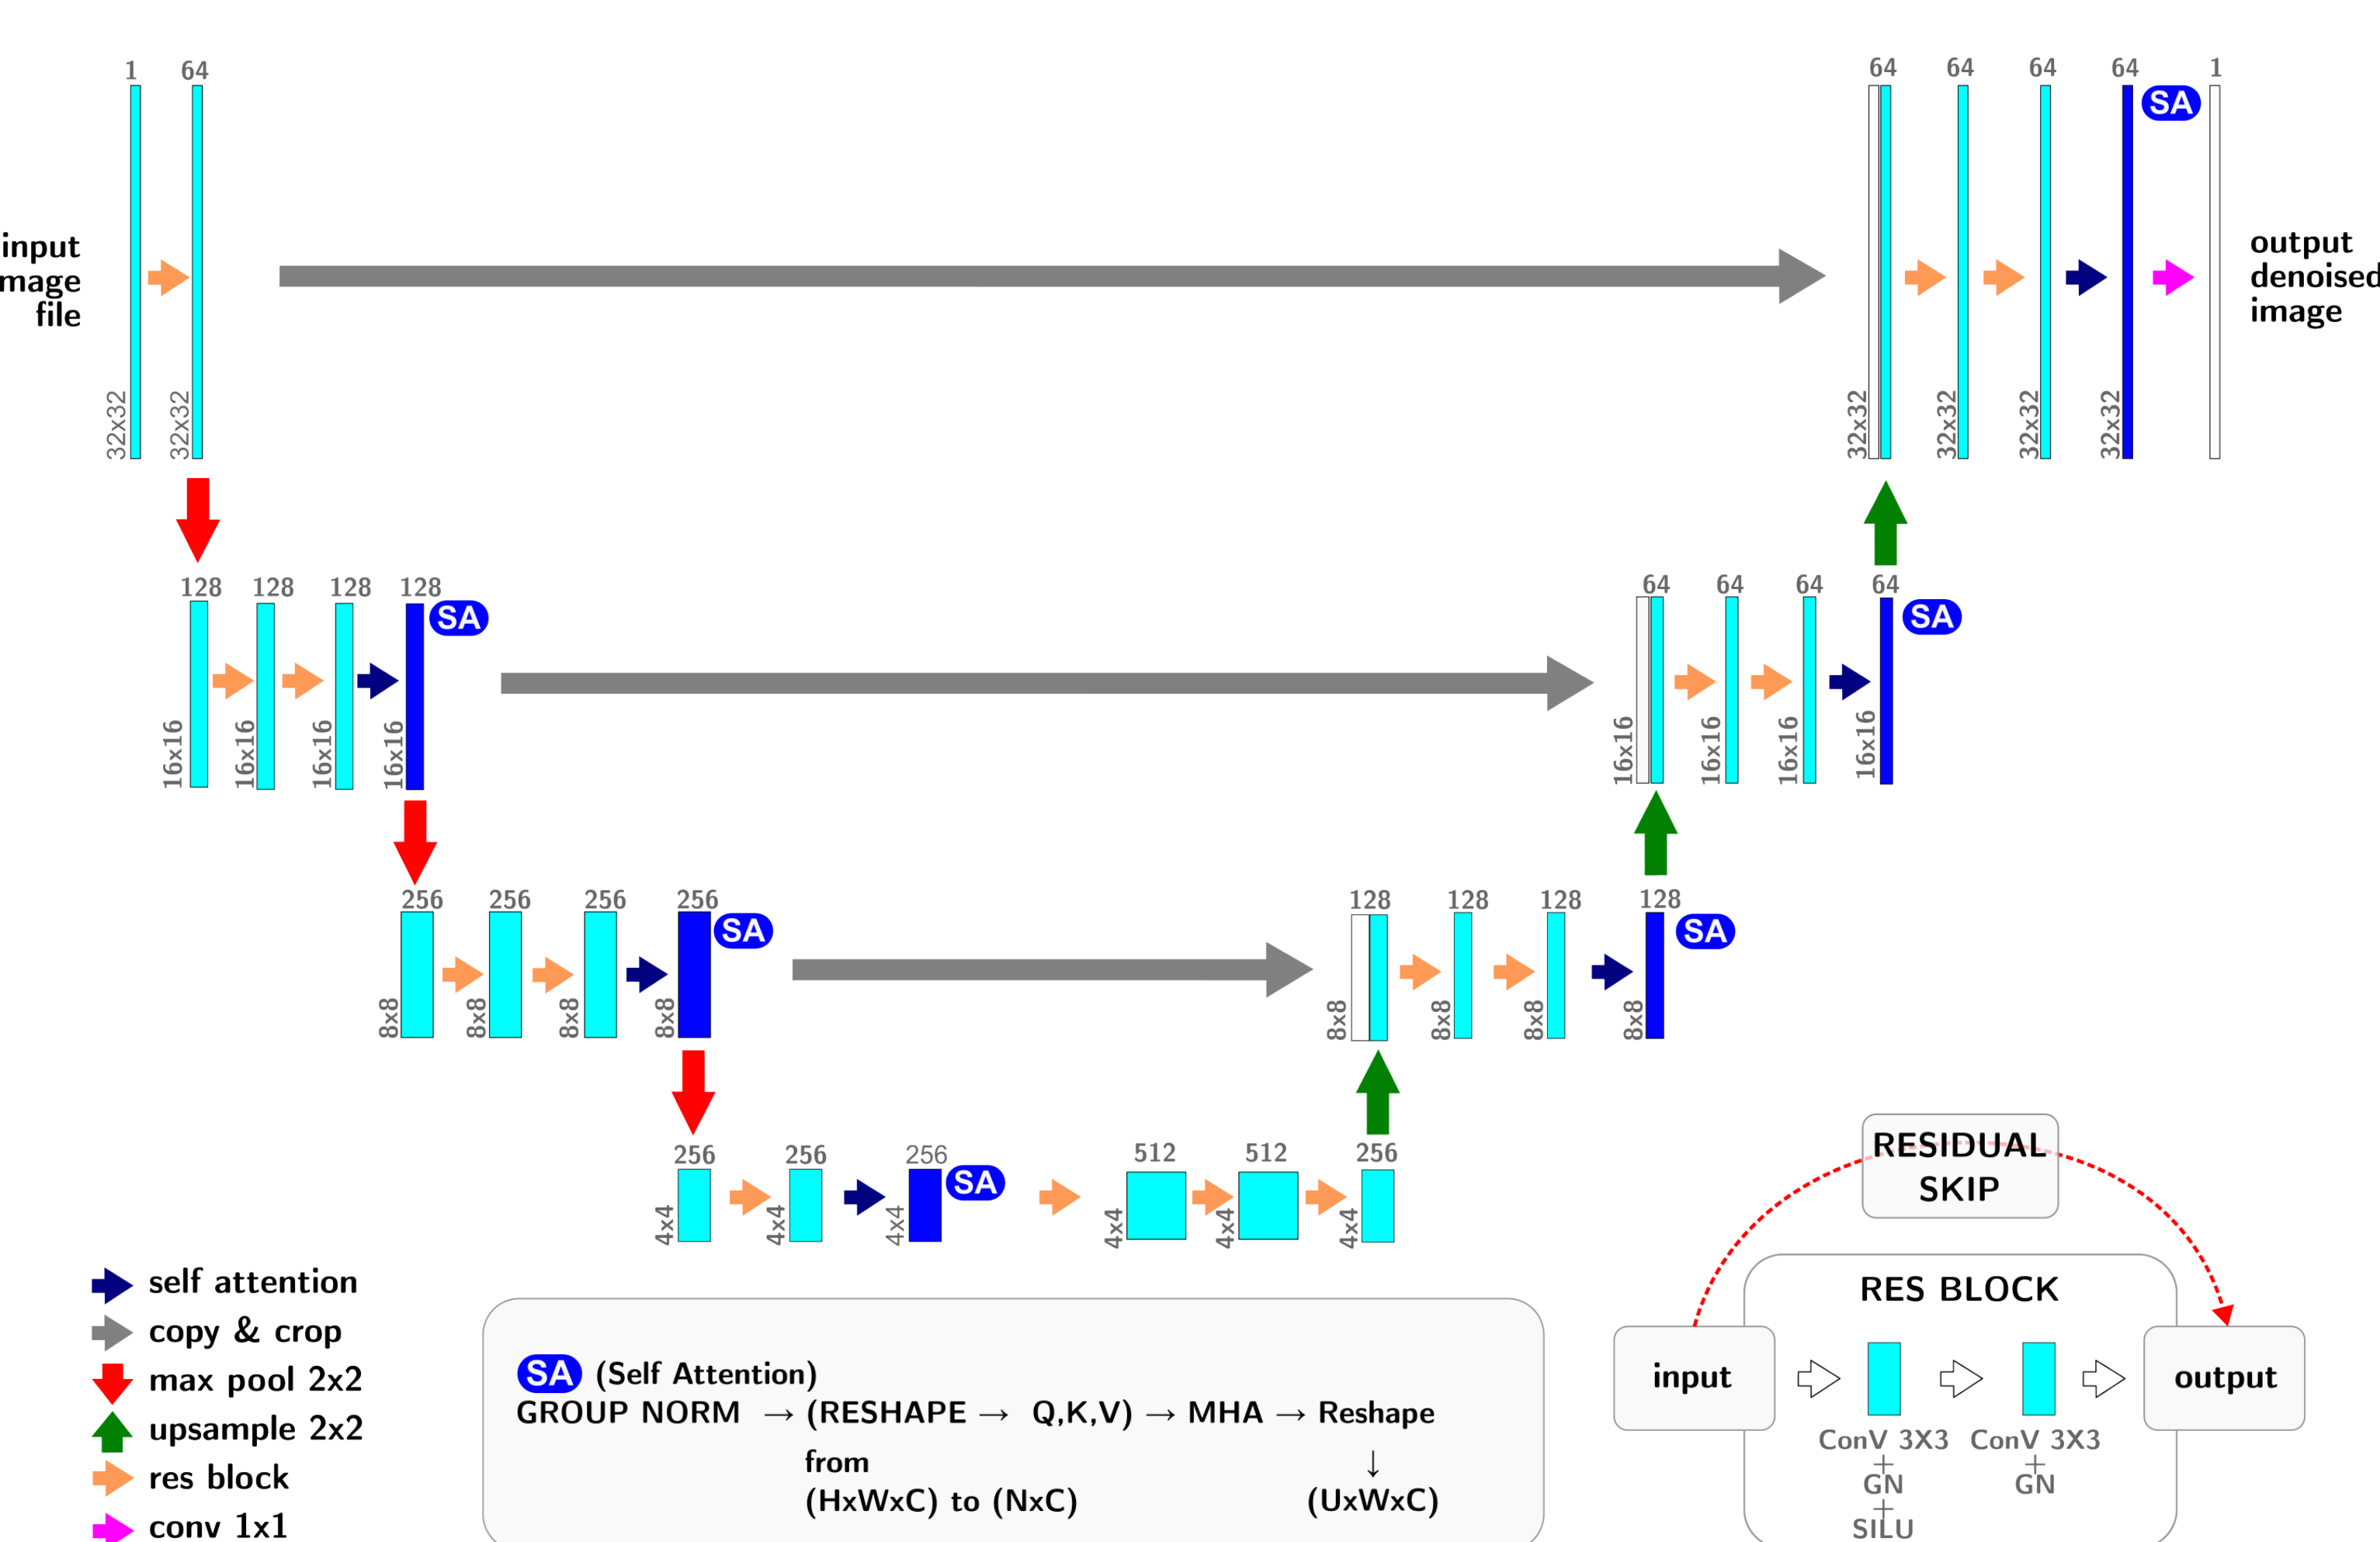 1 64
64 64 64 64 1
SA
input
mage
file
output
denoised
image
32x32 32x32
32x32 32x32 32x32 32x32
128 128 128 128
SA
64 64 64 64
SA
16x16 16x16 16x16 16x16
16x16 16x16 16x16 16x16
256 256 256 256
SA
128 128 128 128
SA
8x8 8x8 8x8 8x8
8x8 8x8 8x8 8x8
256 256 256
SA
512 512 256
4x4 4x4 4x4
4x4 4x4 4x4
self attention
copy & crop
max pool 2x2
upsample 2x2
res block
conv 1x1
SA (Self Attention)
GROUP NORM → (RESHAPE → Q,K,V) → MHA → Reshape
from ↓
(HxWxC) to (NxC) (UxWxC)
RESIDUAL
SKIP
RES BLOCK
input
output
ConV 3X3 ConV 3X3
+ +
GN GN
+
SILU